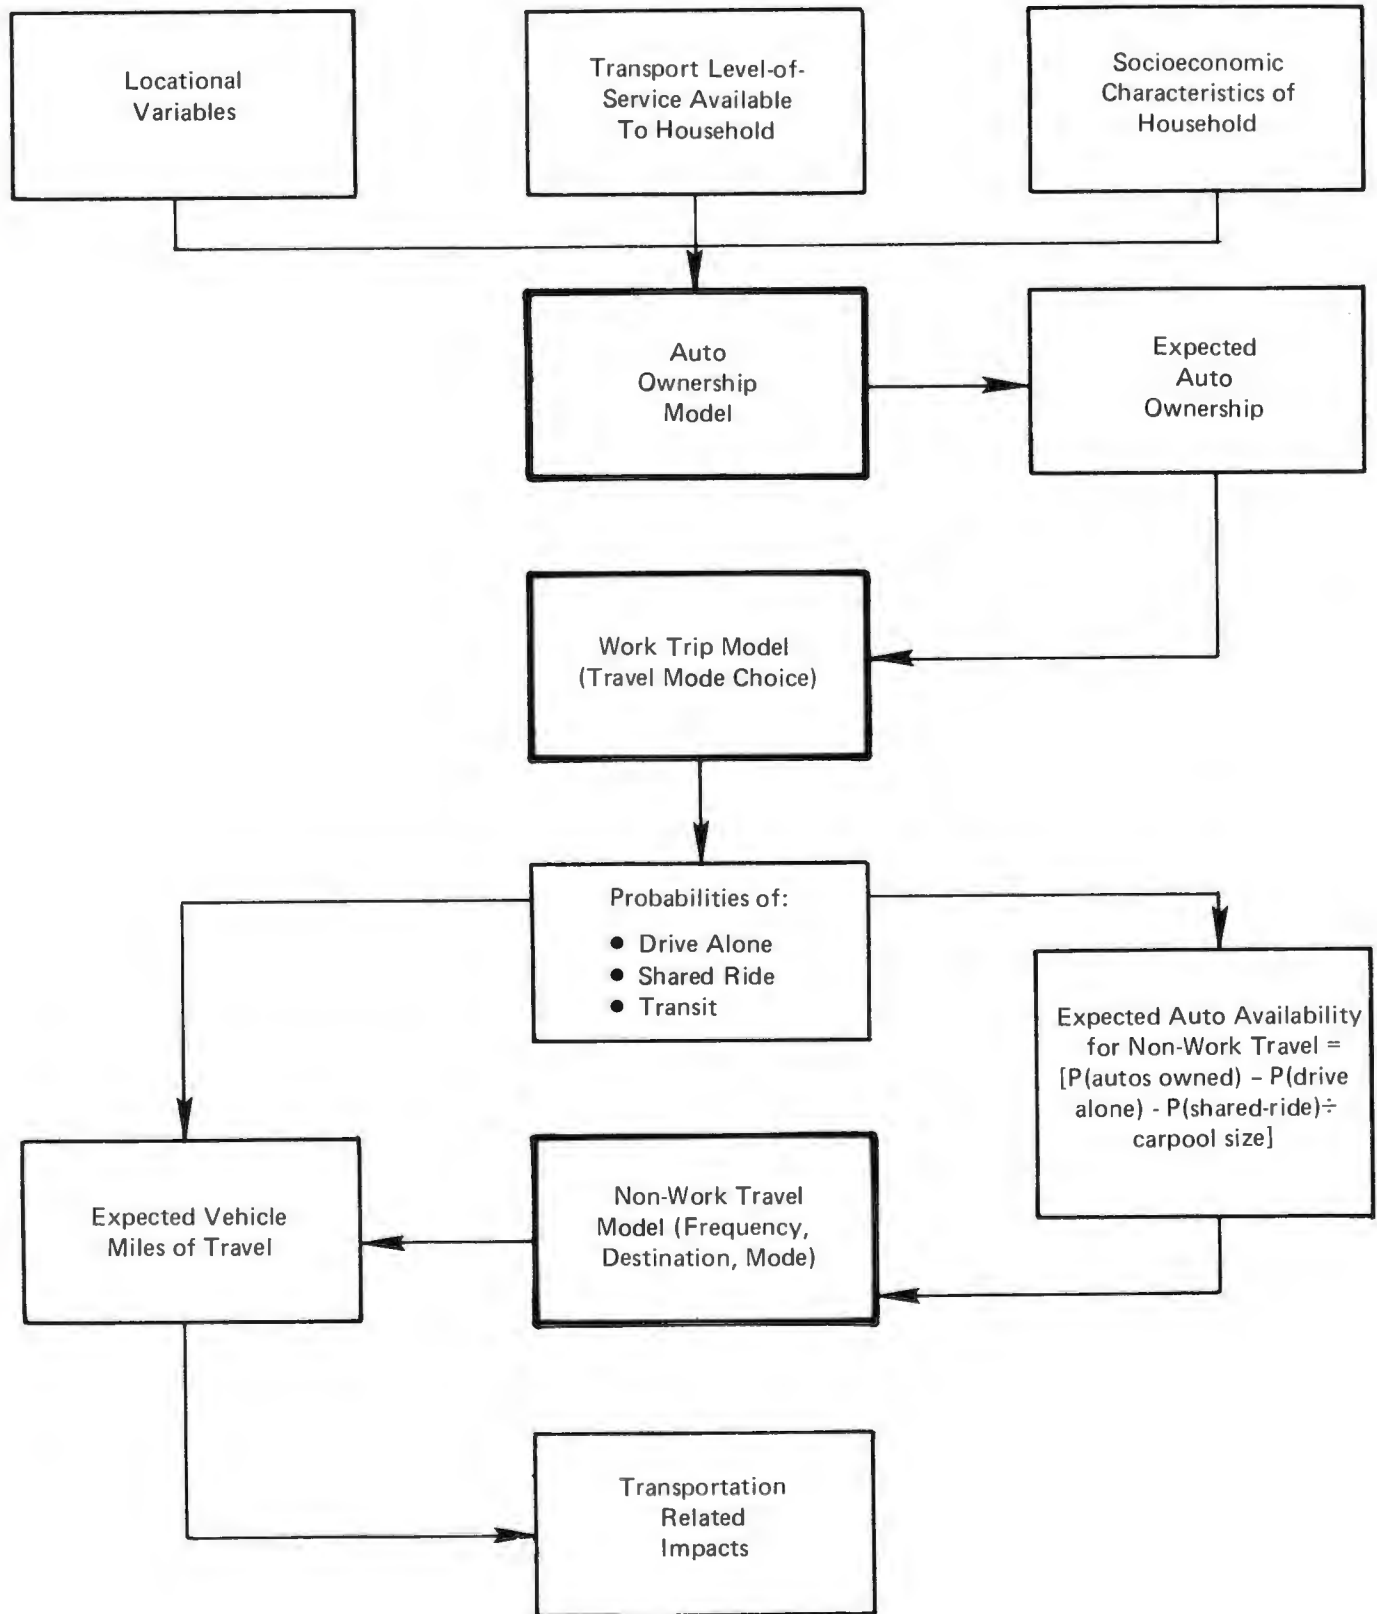 Locational
Variables
Transport Level-of-
Service Available
To Household
Socioeconomic
Characteristics of
Household
Auto
Ownership
Model
Expected
Auto
Ownership
Work Trip Model
(Travel Mode Choice)
Probabilities of:
● Drive Alone
● Shared Ride
● Transit
Expected Auto Availability
for Non-Work Travel =
[P(autos owned) – P(drive
alone) - P(shared-ride)÷
carpool size]
Non-Work Travel
Model (Frequency,
Destination, Mode)
Expected Vehicle
Miles of Travel
Transportation
Related
Impacts